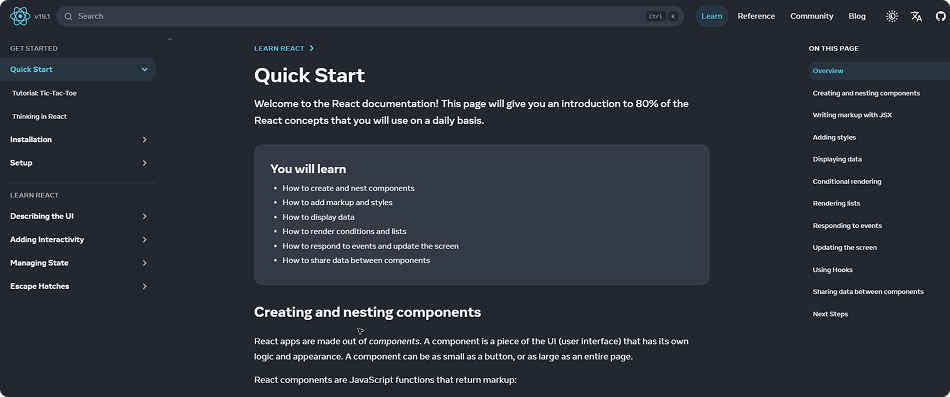 v19.1
Search
Ctrl K
Learn
Reference
Community
Blog
GET STARTED
Quick Start
Tutorial: Tic-Tac-Toe
Thinking in React
Installation
Setup
LEARN REACT
Describing the UI
Adding Interactivity
Managing State
Escape Hatches
LEARN REACT
Quick Start
Welcome to the React documentation! This page will give you an introduction to 80% of the
React concepts that you will use on a daily basis.
You will learn
• How to create and nest components
• How to add markup and styles
• How to display data
• How to render conditions and lists
• How to respond to events and update the screen
• How to share data between components
Creating and nesting components
React apps are made out of components. A component is a piece of the UI (user interface) that has its own
logic and appearance. A component can be as small as a button, or as large as an entire page.
React components are JavaScript functions that return markup:
ON THIS PAGE
Overview
Creating and nesting components
Writing markup with JSX
Adding styles
Displaying data
Conditional rendering
Rendering lists
Responding to events
Updating the screen
Using Hooks
Sharing data between components
Next Steps